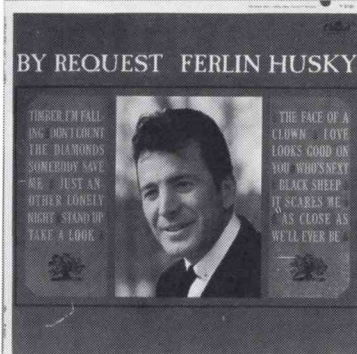 BY REQUEST FERLIN HUSKY
TIMBER, I'M FALL-
ING DON'T COUNT
THE DIAMONDS
SOMEBODY SAVE
ME JUST AN-
OTHER LONELY
NIGHT STAND UP
TAKE A LOOK
THE FACE OF A
CLOWN LOVE
LOOKS GOOD ON
YOU WHO'S NEXT
BLACK SHEEP
IT SCARES ME
AS CLOSE AS
WE'LL EVER BE